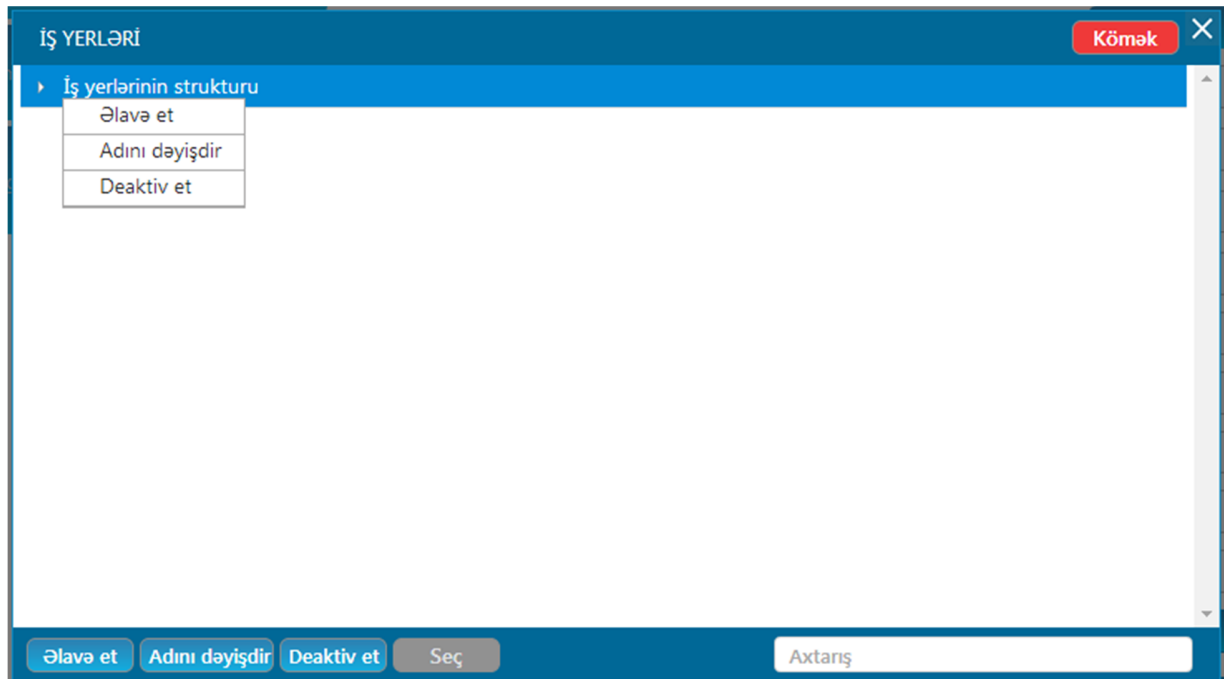 İŞ YERLƏRİ
Kömək
İş yerlərinin strukturu
Əlavə et
Adını dəyişdir
Deaktiv et
Əlavə et Adını dəyişdir Deaktiv et Seç Axtarış